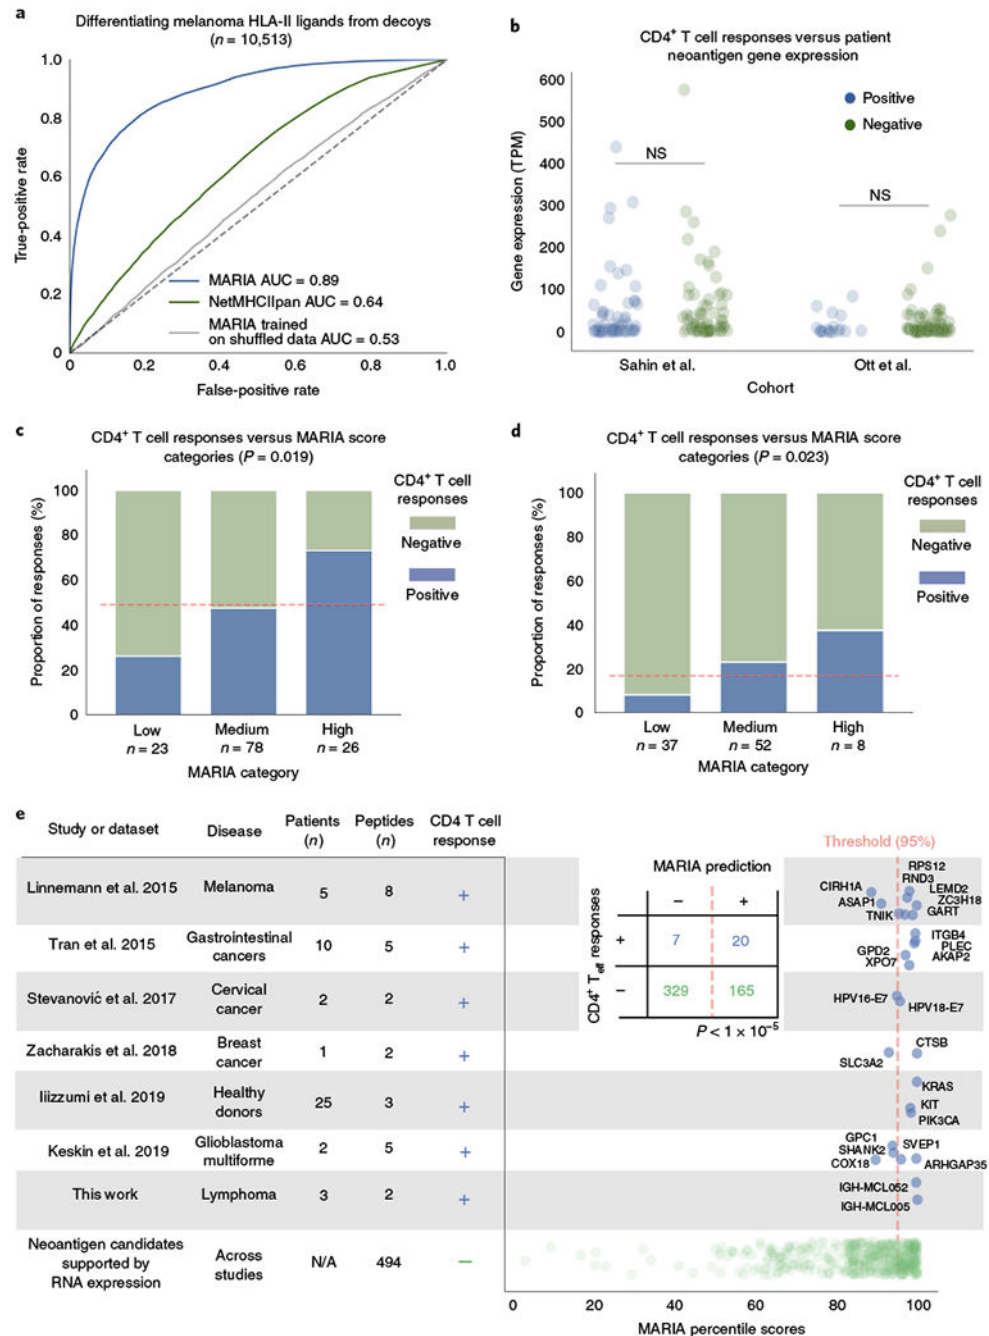 a
Differentiating melanoma HLA-II ligands from decoys
(n = 10,513)
True-positive rate
1.0
0.8
0.6
0.4
0.2
0
0
0.2
0.4
0.6
0.8
1.0
False-positive rate
MARIA AUC = 0.89
NetMHCIIpan AUC = 0.64
MARIA trained
on shuffled data AUC = 0.53
b
CD4+ T cell responses versus patient
neoantigen gene expression
Gene expression (TPM)
600
500
400
300
200
100
0
Positive
Negative
NS
NS
Sahin et al.
Ott et al.
Cohort
c
CD4+ T cell responses versus MARIA score
categories (P = 0.019)
Proportion of responses (%)
100
80
60
40
20
0
CD4+ T cell
responses
Negative
Positive
Low
n = 23
Medium
n = 78
High
n = 26
MARIA category
d
CD4+ T cell responses versus MARIA score
categories (P = 0.023)
Proportion of responses (%)
100
80
60
40
20
0
CD4+ T cell
responses
Negative
Positive
Low
n = 37
Medium
n = 52
High
n = 8
MARIA category
e
Study or dataset
Disease
Patients
(n)
Peptides
(n)
CD4 T cell
response
Linnemann et al. 2015
Melanoma
5
8
+
Tran et al. 2015
Gastrointestinal
cancers
10
5
+
Stevanović et al. 2017
Cervical
cancer
2
2
+
Zacharakis et al. 2018
Breast
cancer
1
2
+
Iiizzumi et al. 2019
Healthy
donors
25
3
+
Keskin et al. 2019
Glioblastoma
multiforme
2
5
+
This work
Lymphoma
3
2
+
Neoantigen candidates
supported by
RNA expression
Across
studies
N/A
494
−
MARIA prediction
−
+
CD4+ Teff responses
+
7
20
−
329
165
P < 1 × 10−5
Threshold (95%)
RPS12
RND3
CIRH1A
LEMD2
ASAP1
ZC3H18
TNIK
GART
ITGB4
PLEC
GPD2
AKAP2
XPO7
HPV16-E7
HPV18-E7
CTSB
SLC3A2
KRAS
KIT
PIK3CA
GPC1
SVEP1
SHANK2
COX18
ARHGAP35
IGH-MCL052
IGH-MCL005
0
20
40
60
80
100
MARIA percentile scores